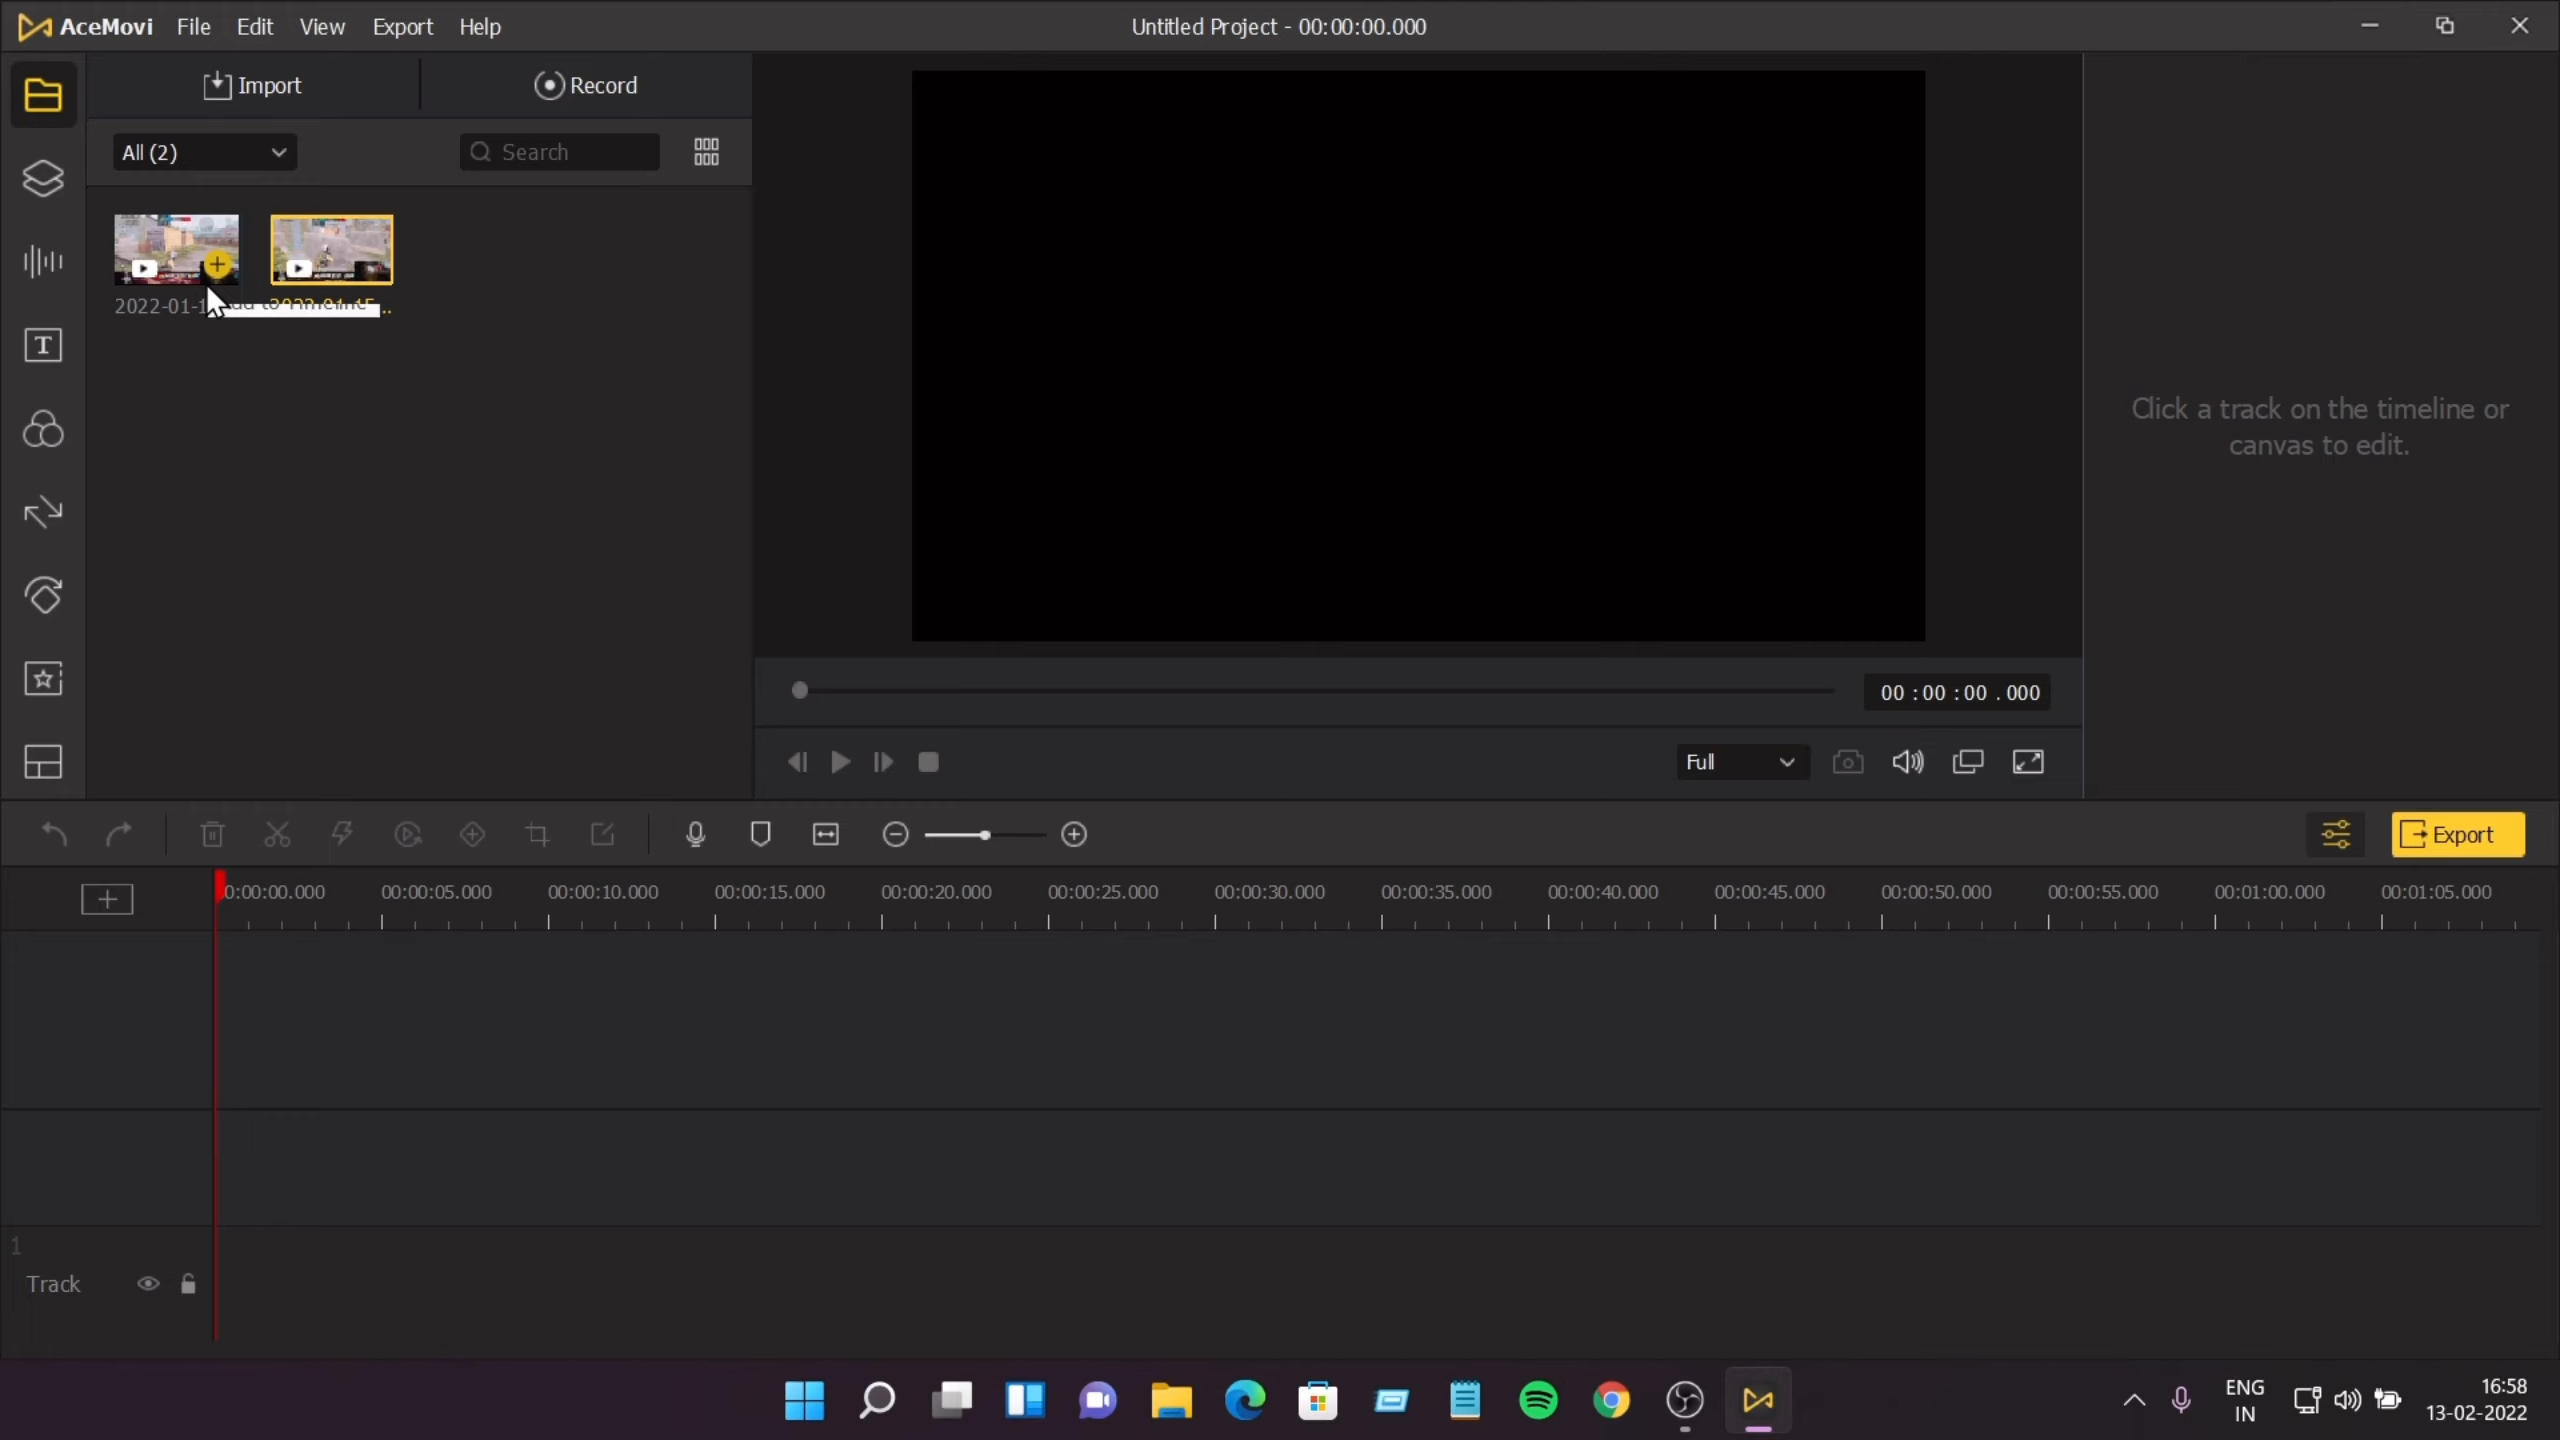 AceMovi File Edit View Export Help Untitled Project - 00:00:00.000
Import Record
All (2) Search
2022-01-1
Click a track on the timeline or
canvas to edit.
00 :00 :00 .000
Full
Export
0:00:00.000 00:00:05.000 00:00:10.000 00:00:15.000 00:00:20.000 00:00:25.000 00:00:30.000 00:00:35.000 00:00:40.000 00:00:45.000 00:00:50.000 00:00:55.000 00:01:00.000 00:01:05.000
1
Track
ENG
IN
16:58
13-02-2022